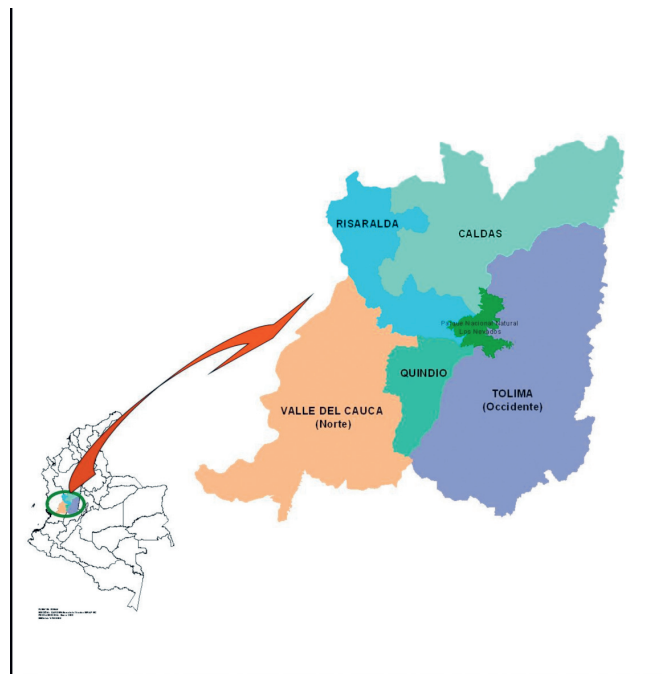 RISARALDA
CALDAS
Parque Nacional Natural
Los Nevados
QUINDIO
TOLIMA
(Occidente)
VALLE DEL CAUCA
(Norte)